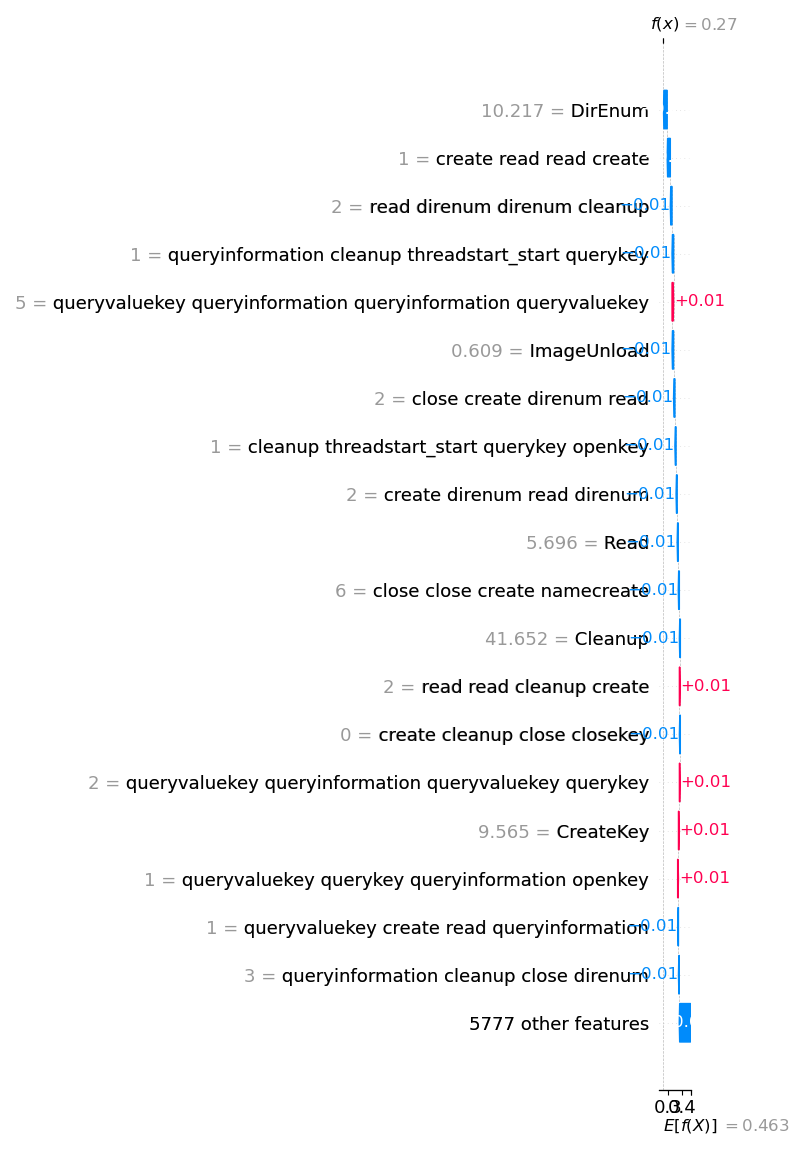 f(x) = 0.27
10.217 = DirEnum
1 = create read read create
2 = read direnum direnum cleanup
−0.01
1 = queryinformation cleanup threadstart_start querykey
−0.01
5 = queryvaluekey queryinformation queryinformation queryvaluekey
+0.01
0.609 = ImageUnload
−0.01
2 = close create direnum read
−0.01
1 = cleanup threadstart_start querykey openkey
−0.01
2 = create direnum read direnum
−0.01
5.696 = Read
−0.01
6 = close close create namecreate
−0.01
41.652 = Cleanup
−0.01
2 = read read cleanup create
+0.01
0 = create cleanup close closekey
−0.01
2 = queryvaluekey queryinformation queryvaluekey querykey
+0.01
9.565 = CreateKey
+0.01
1 = queryvaluekey querykey queryinformation openkey
+0.01
1 = queryvaluekey create read queryinformation
−0.01
3 = queryinformation cleanup close direnum
−0.01
5777 other features
0.3 0.4
E[f(X)] = 0.463